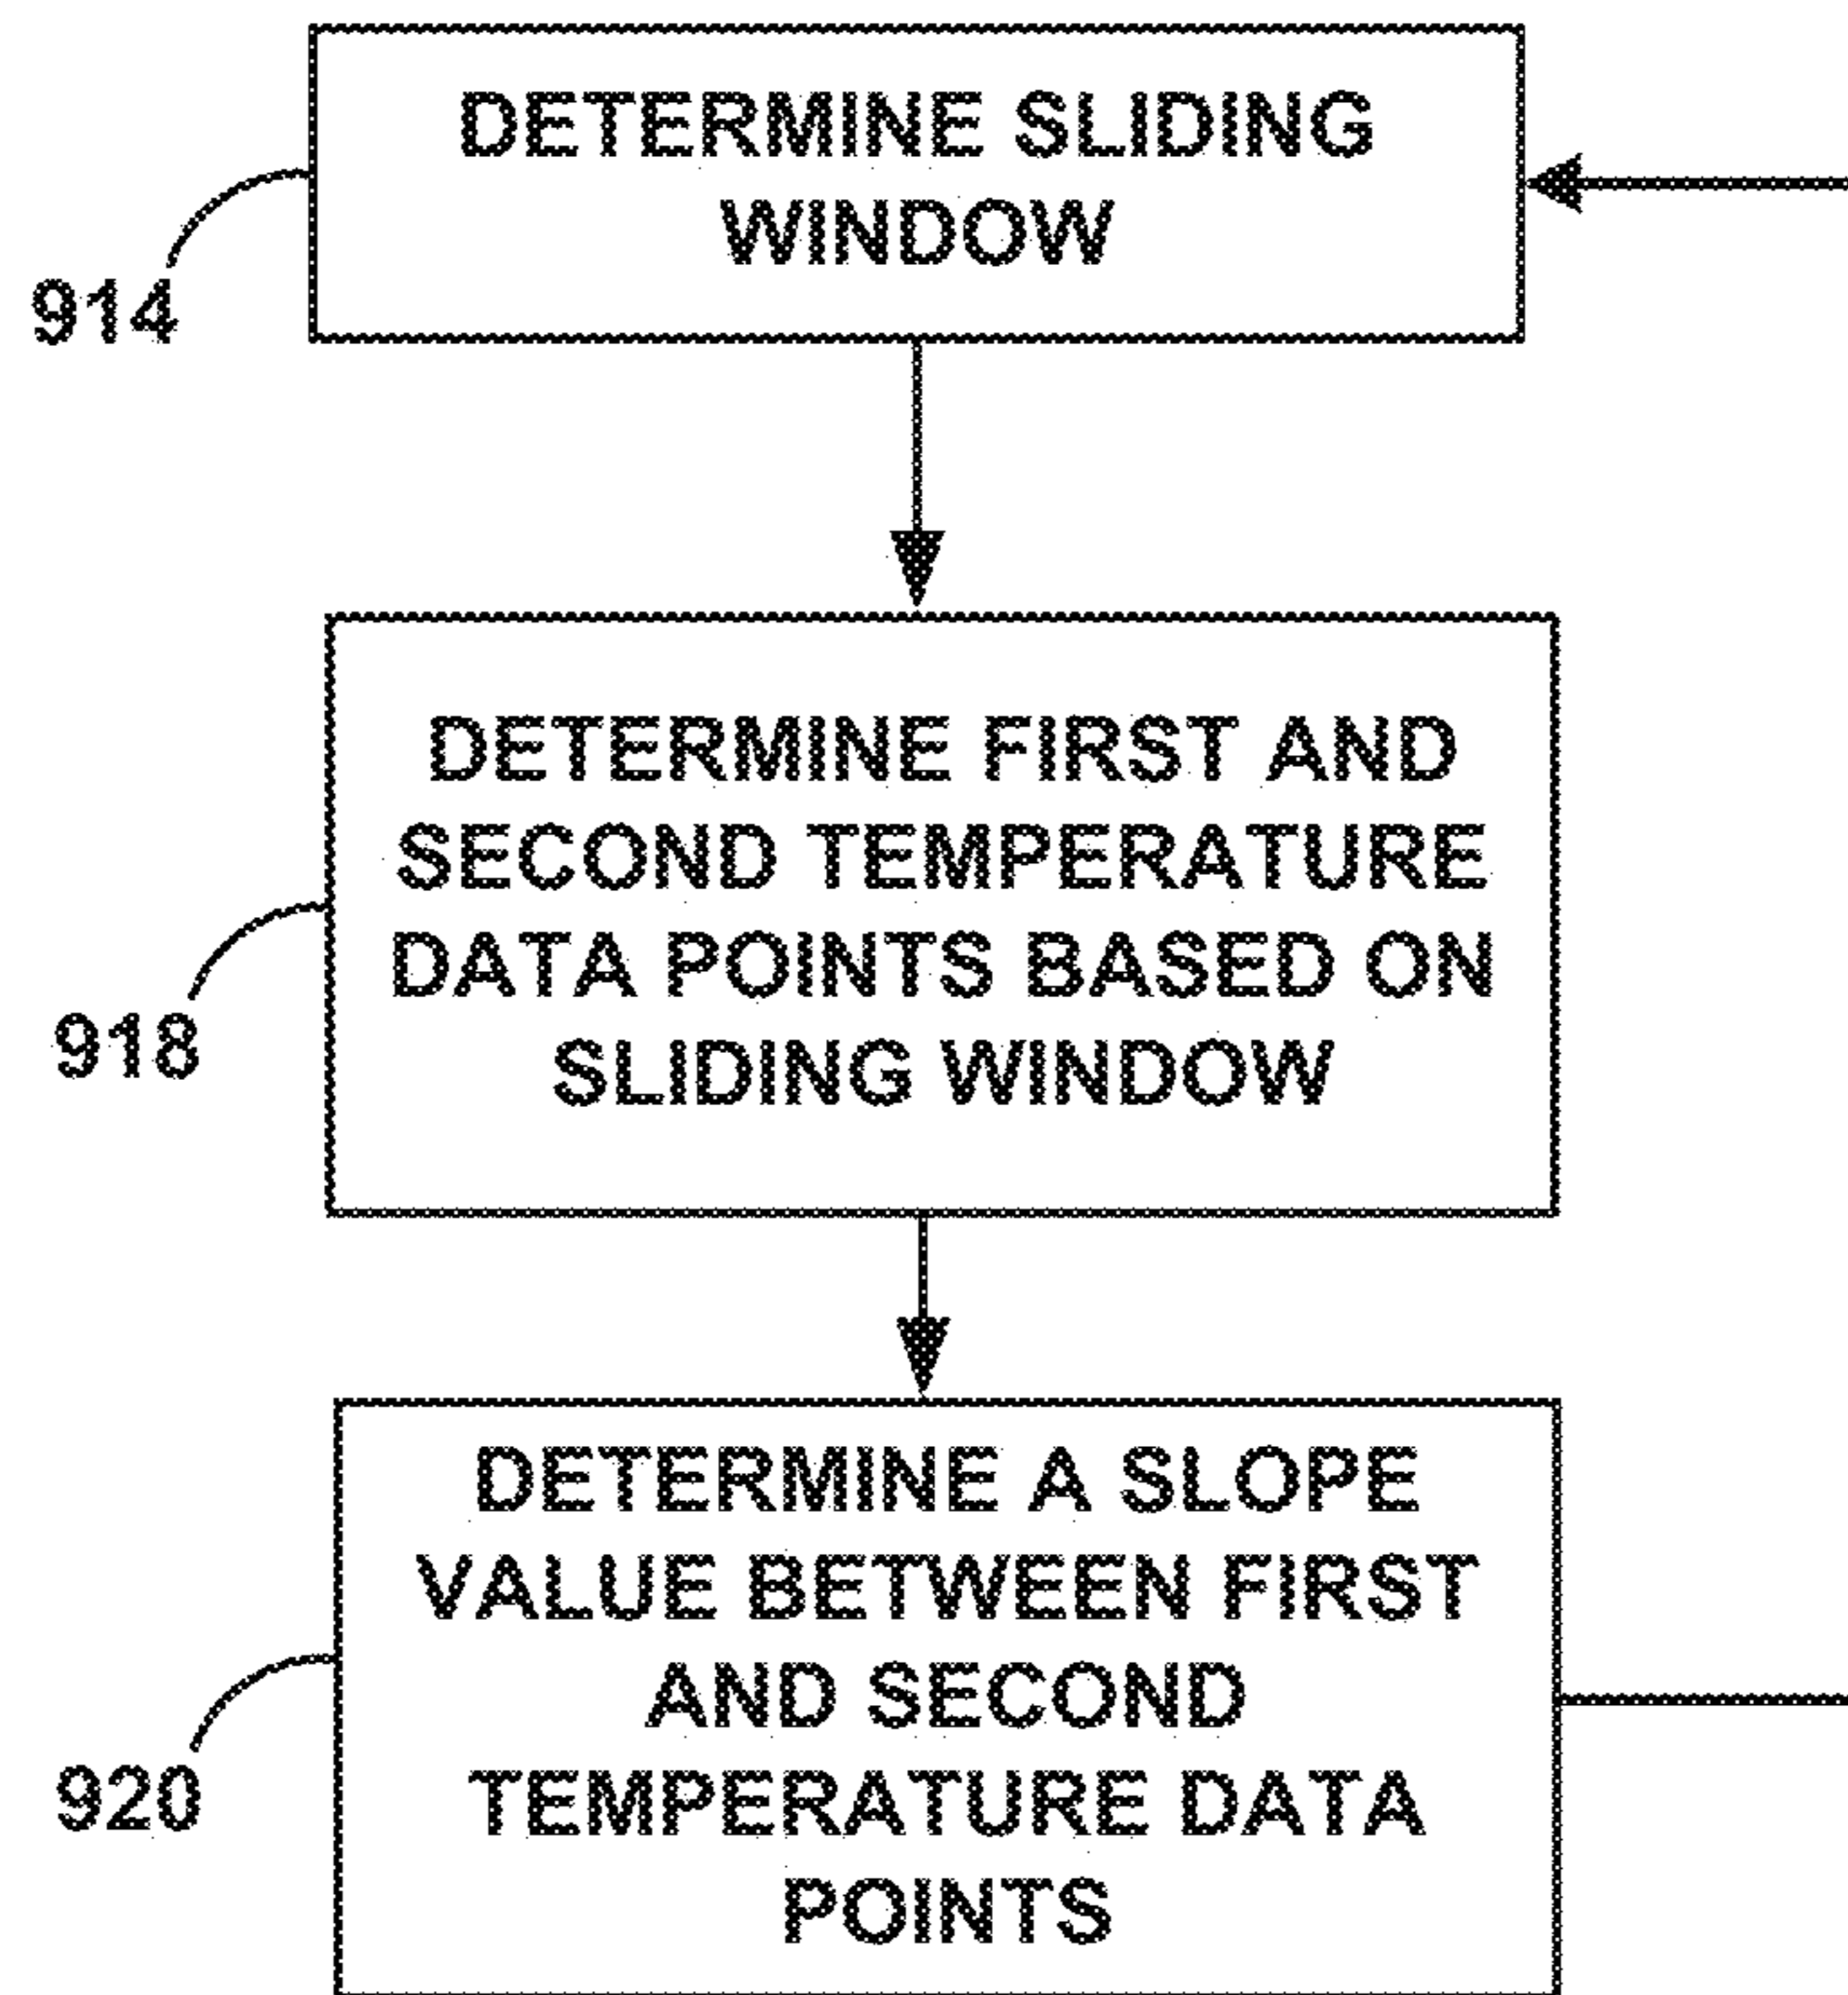 DETERMINE SLIDING
WINDOW
914
DETERMINE FIRST AND
SECOND TEMPERATURE
DATA POINTS BASED ON
SLIDING WINDOW
918
DETERMINE A SLOPE
VALUE BETWEEN FIRST
AND SECOND
TEMPERATURE DATA
POINTS
920